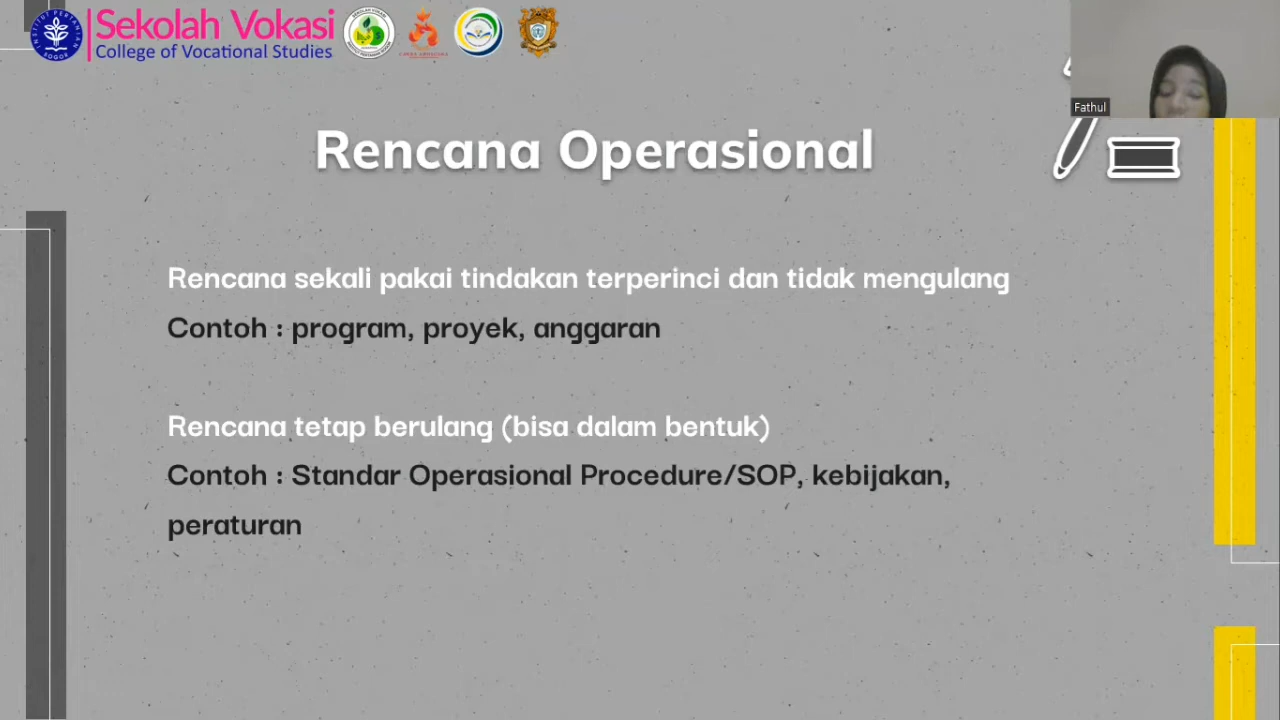 Sekolah Vokasi
College of Vocational Studies
Fathul
Rencana Operasional
Rencana sekali pakai tindakan terperinci dan tidak mengulang
Contoh : program, proyek, anggaran
Rencana tetap berulang (bisa dalam bentuk)
Contoh : Standar Operasional Procedure/SOP, kebijakan,
peraturan